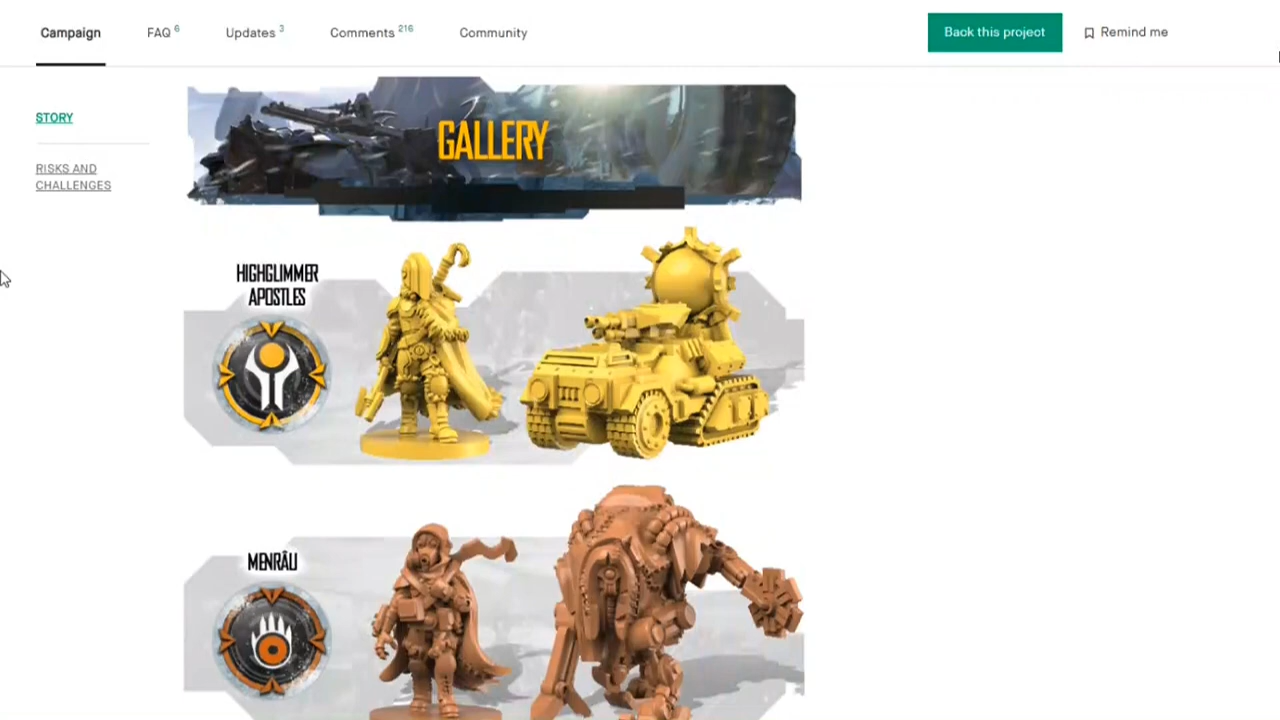 Campaign
FAQ 6
Updates 3
Comments 216
Community
Back this project
Remind me
STORY
RISKS AND
CHALLENGES
GALLERY
HIGHGLIMMER
APOSTLES
MENRÂU